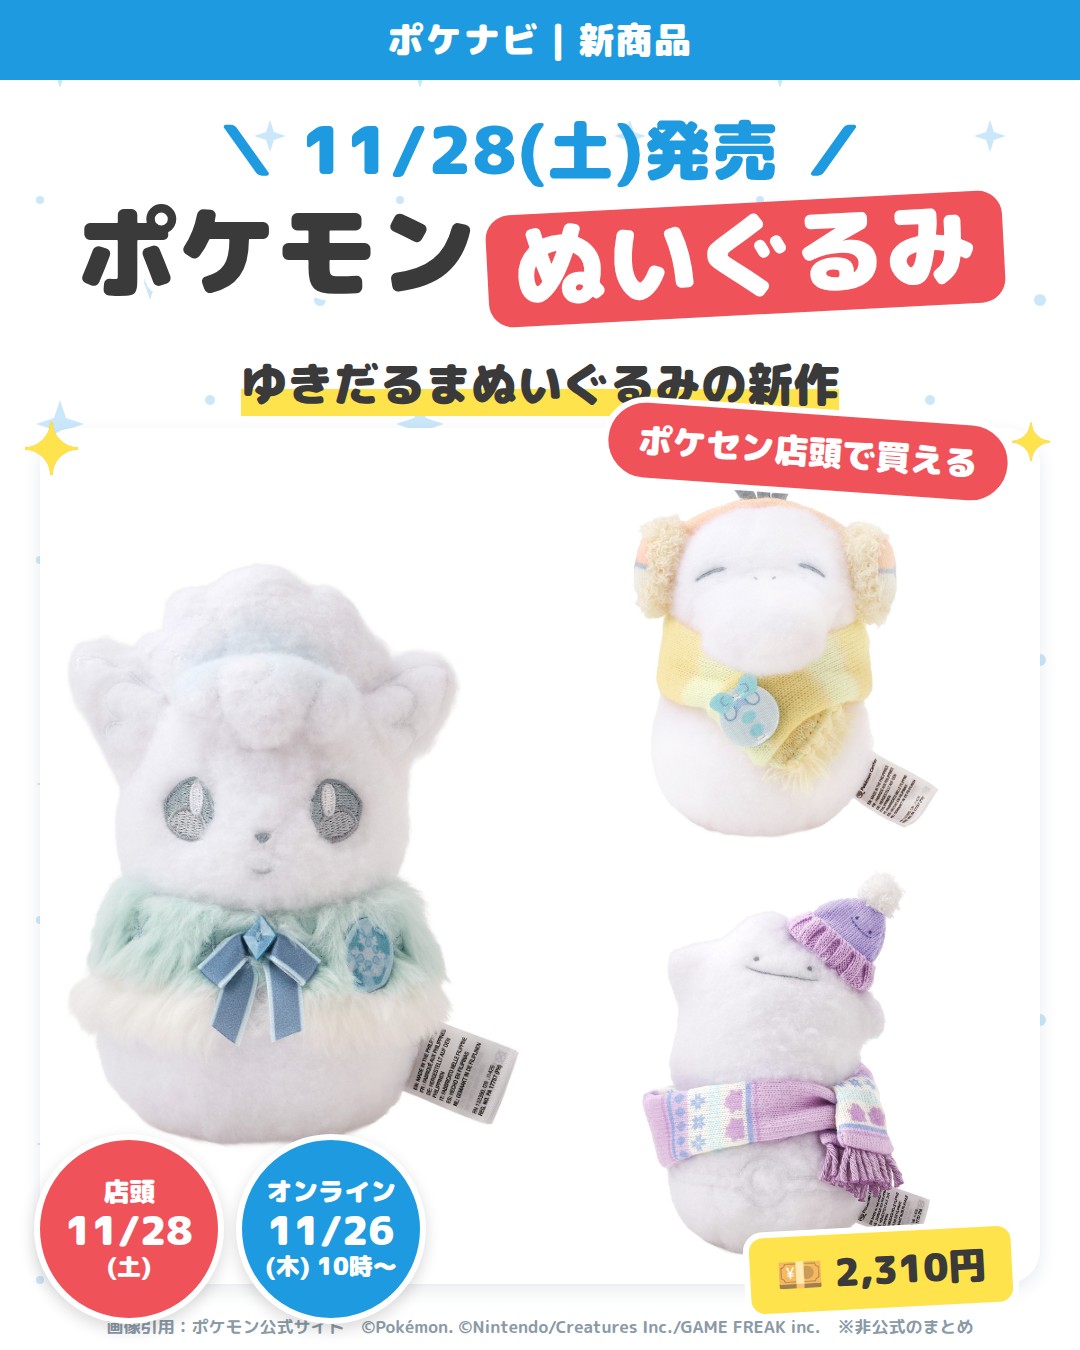 ポケナビ | 新商品
\ 11/28(土)発売 /
ポケモン ぬいぐるみ
ゆきだるまぬいぐるみの新作
ポケセン店頭で買える
店頭
11/28
(土)
オンライン
11/26
(木) 10時〜
2,310円
画像引用：ポケモン公式サイト ©Pokémon. ©Nintendo/Creatures Inc./GAME FREAK inc. ※非公式のまとめ